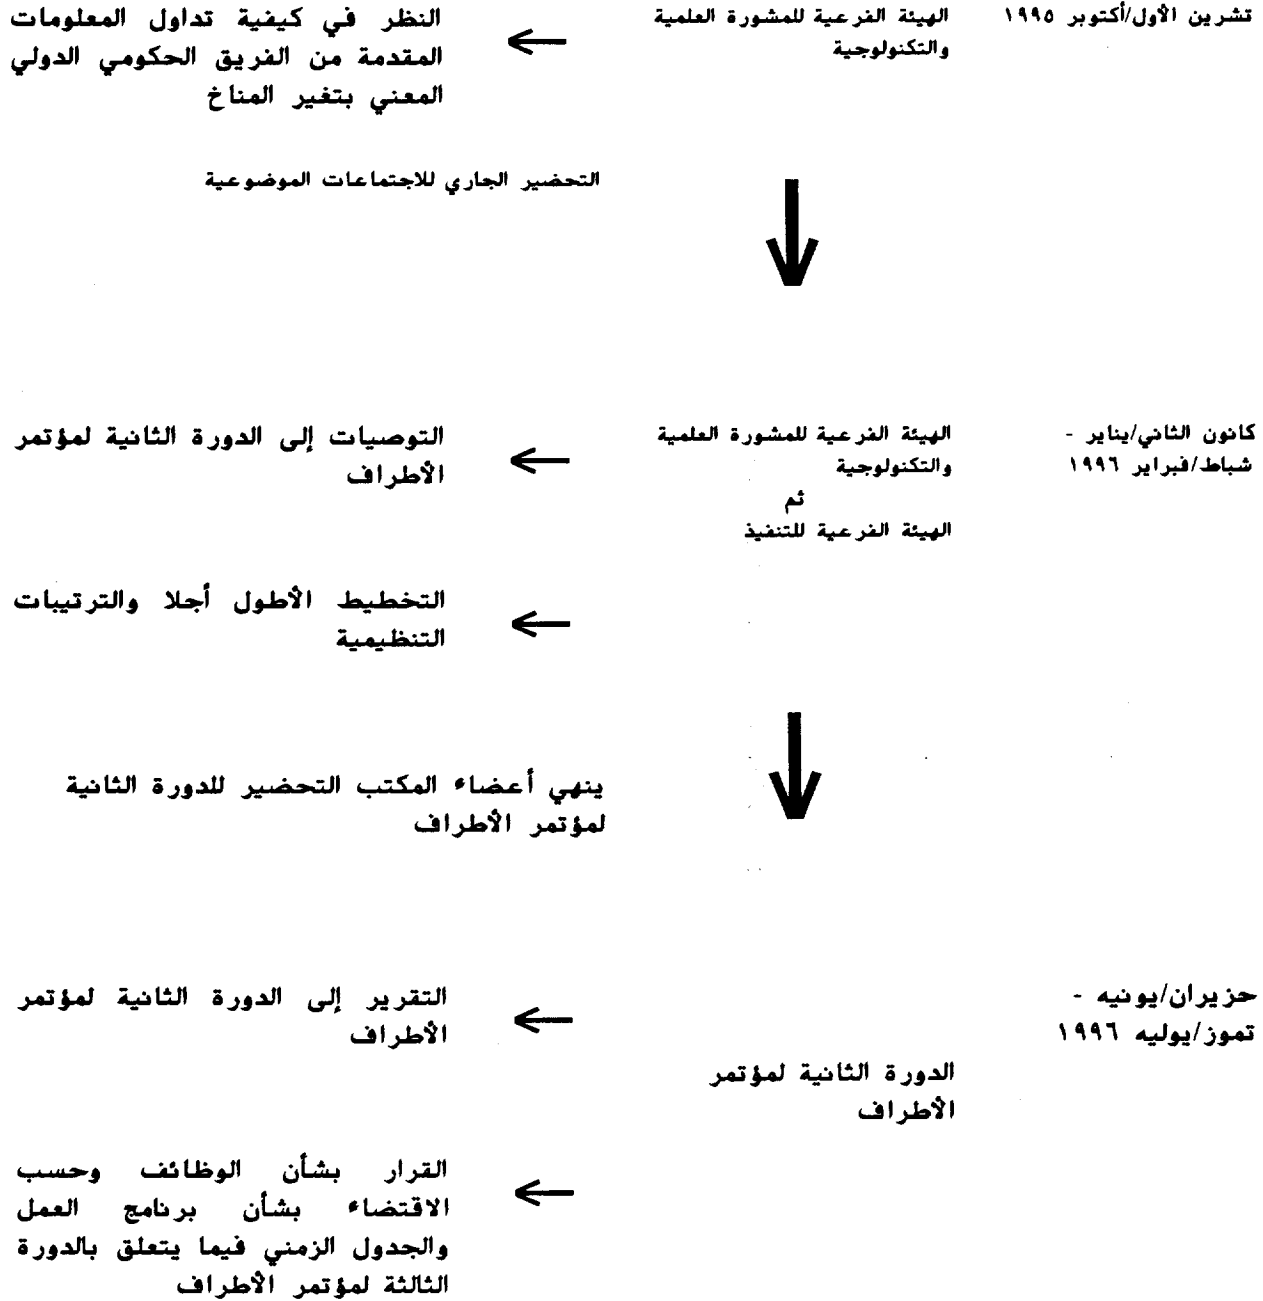 تشرين الأول/أكتوبر ١٩٩٥
الهيئة الفرعية للمشورة العلمية
والتكنولوجية
النظر في كيفية تداول المعلومات
المقدمة من الفريق الحكومي الدولي
المعني بتغير المناخ
التحضير الجاري للاجتماعات الموضوعية
كانون الثاني/يناير -
شباط/فبراير ١٩٩٦
الهيئة الفرعية للمشورة العلمية
والتكنولوجية
ثم
الهيئة الفرعية للتنفيذ
التوصيات إلى الدورة الثانية لمؤتمر
الأطراف
التخطيط الأطول أجلا والترتيبات
التنظيمية
ينهي أعضاء المكتب التحضير للدورة الثانية
لمؤتمر الأطراف
حزيران/يونيه -
تموز/يوليه ١٩٩٦
الدورة الثانية لمؤتمر
الأطراف
التقرير إلى الدورة الثانية لمؤتمر
الأطراف
القرار بشأن الوظائف وحسب
الاقتضاء بشأن برنامج العمل
والجدول الزمني فيما يتعلق بالدورة
الثالثة لمؤتمر الأطراف